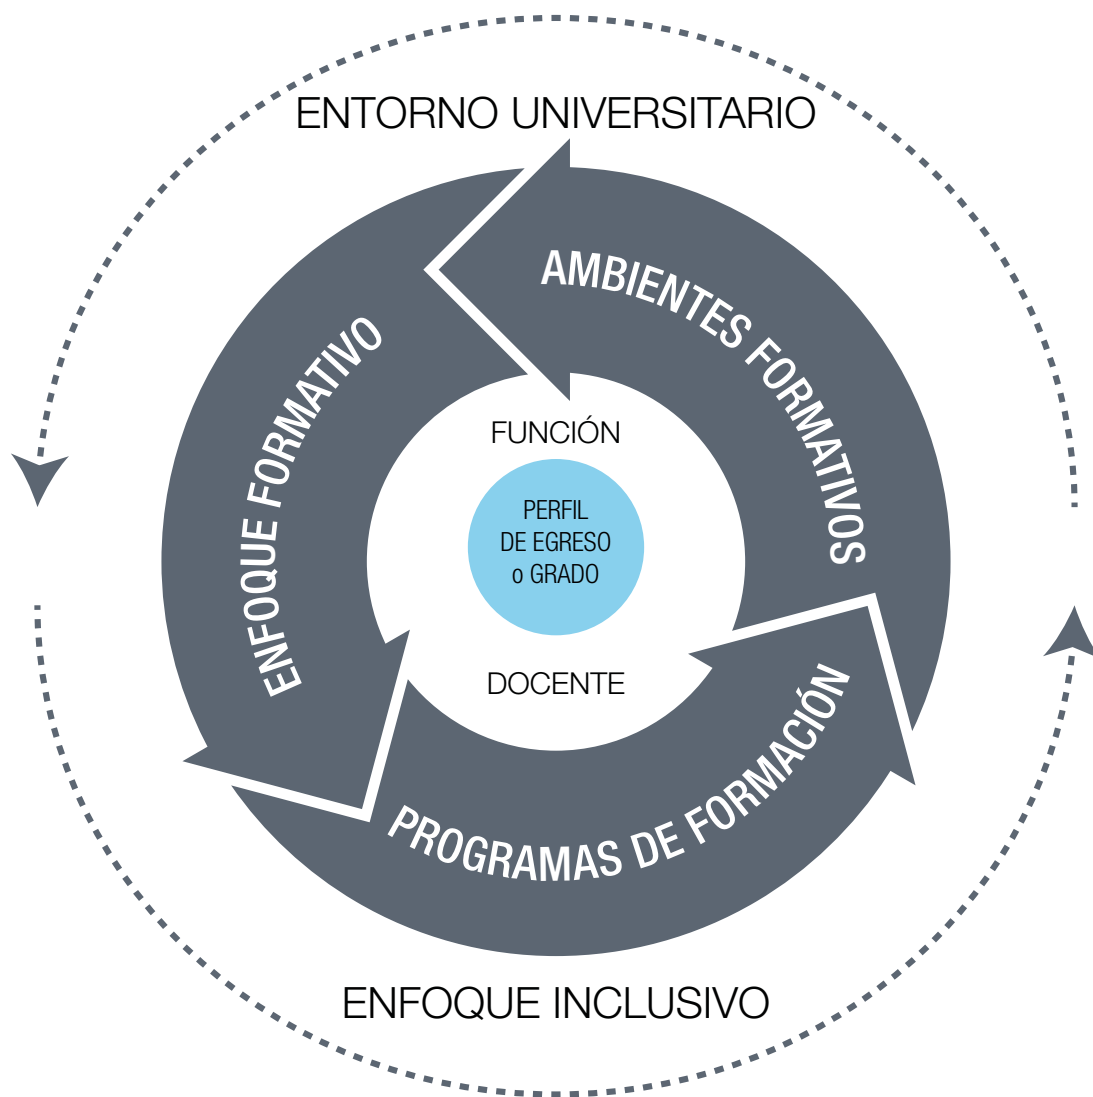 ENTORNO UNIVERSITARIO
AMBIENTES FORMATIVOS
ENFOQUE FORMATIVO
FUNCIÓN
PERFIL
DE EGRESO
o GRADO
DOCENTE
PROGRAMAS DE FORMACIÓN
ENFOQUE INCLUSIVO